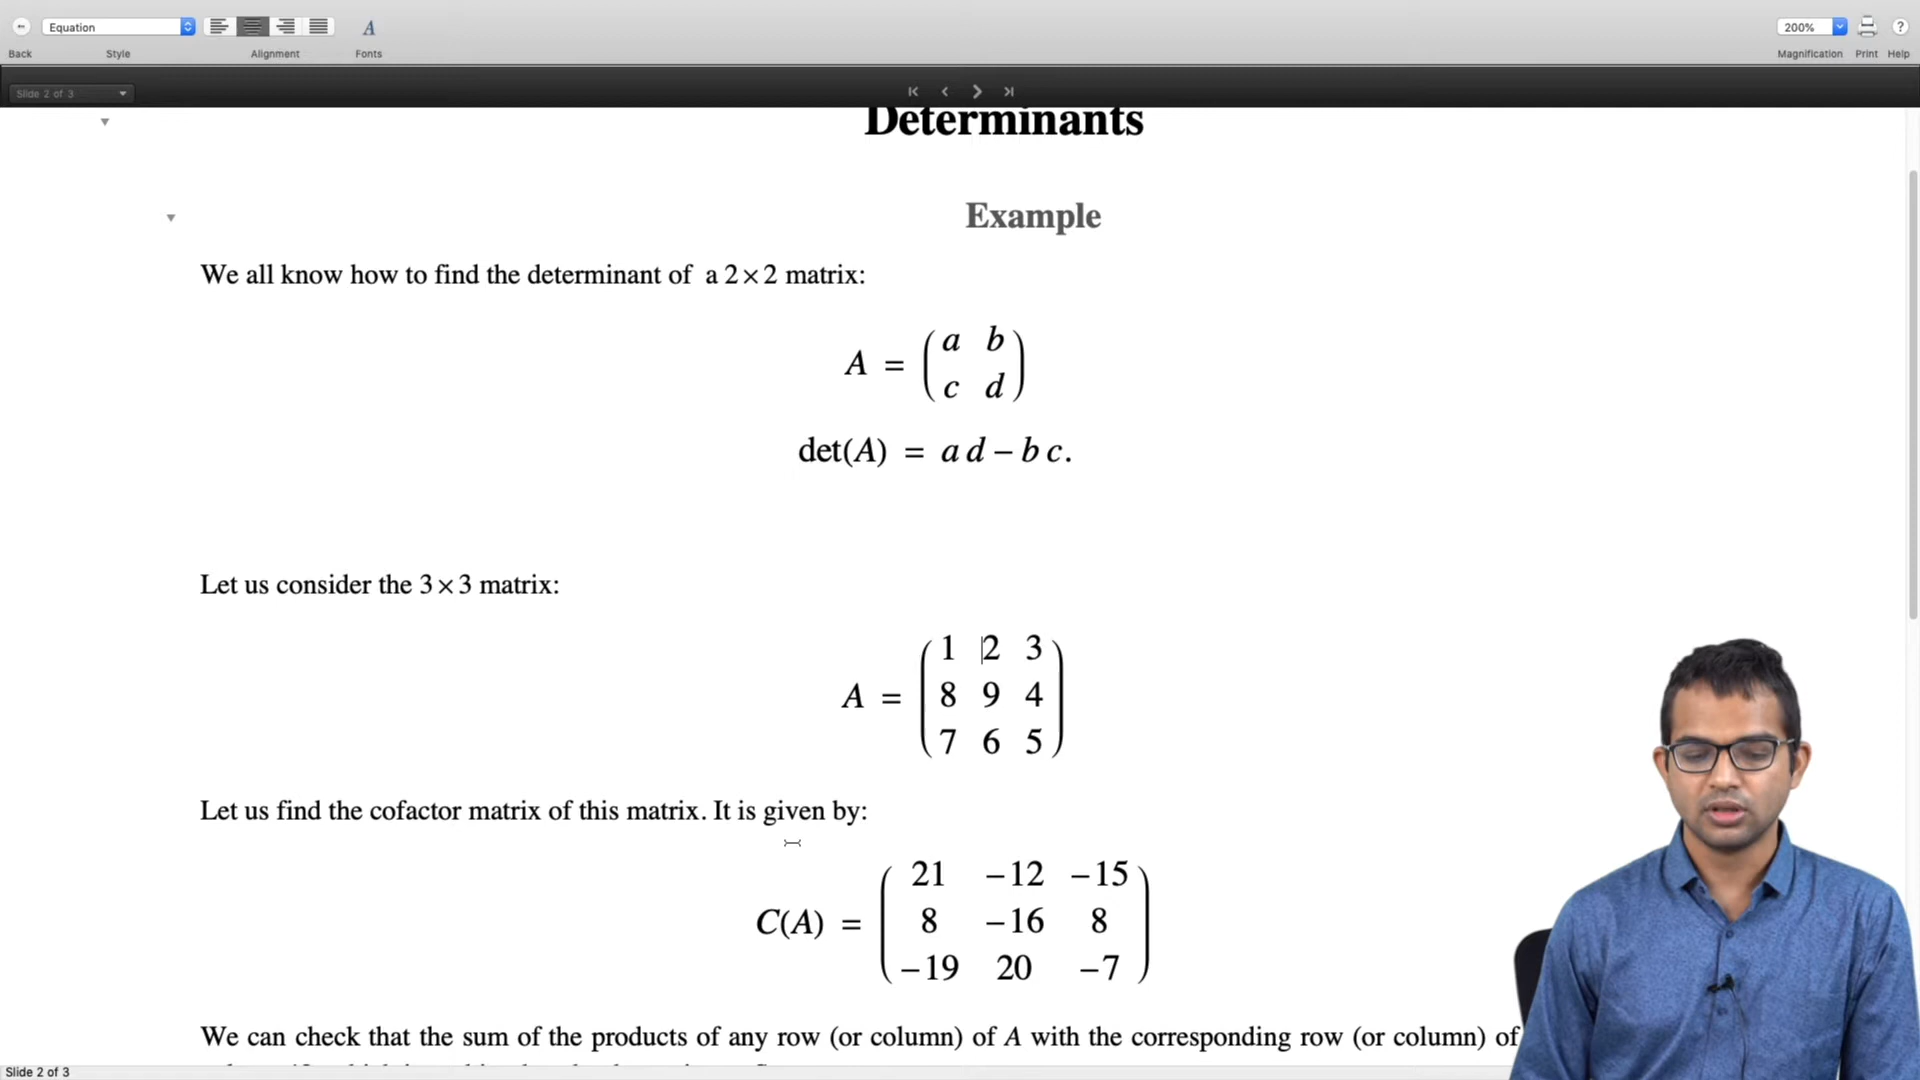 Equation
200%
Back Style Alignment Fonts Magnification Print Help
Slide 2 of 3
Determinants
Example
We all know how to find the determinant of a 2×2 matrix:
A = ( a b
c d )
det(A) = a d − b c.
Let us consider the 3×3 matrix:
A = ( 1 2 3
8 9 4
7 6 5 )
Let us find the cofactor matrix of this matrix. It is given by:
C(A) = ( 21 −12 −15
8 −16 8
−19 20 −7 )
We can check that the sum of the products of any row (or column) of A with the corresponding row (or column) of
Slide 2 of 3